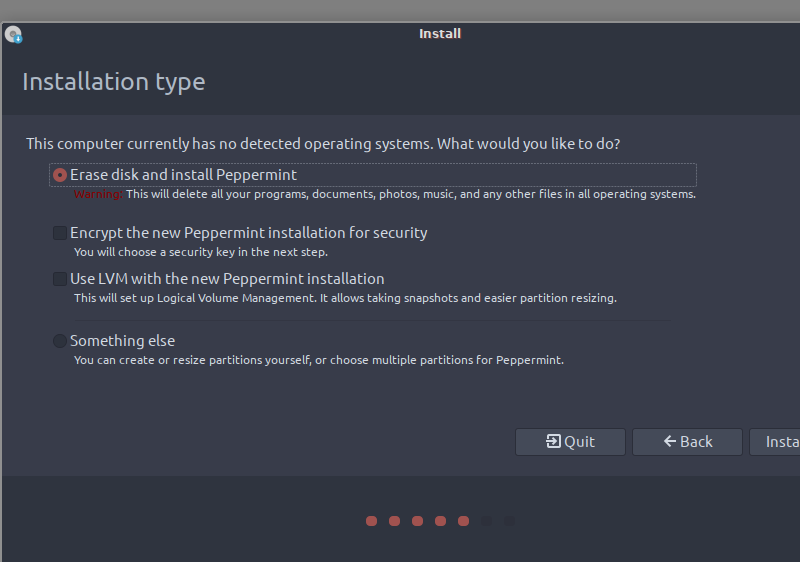 Install
Installation type
This computer currently has no detected operating systems. What would you like to do?
Erase disk and install Peppermint
Warning: This will delete all your programs, documents, photos, music, and any other files in all operating systems.
Encrypt the new Peppermint installation for security
You will choose a security key in the next step.
Use LVM with the new Peppermint installation
This will set up Logical Volume Management. It allows taking snapshots and easier partition resizing.
Something else
You can create or resize partitions yourself, or choose multiple partitions for Peppermint.
Quit Back Insta